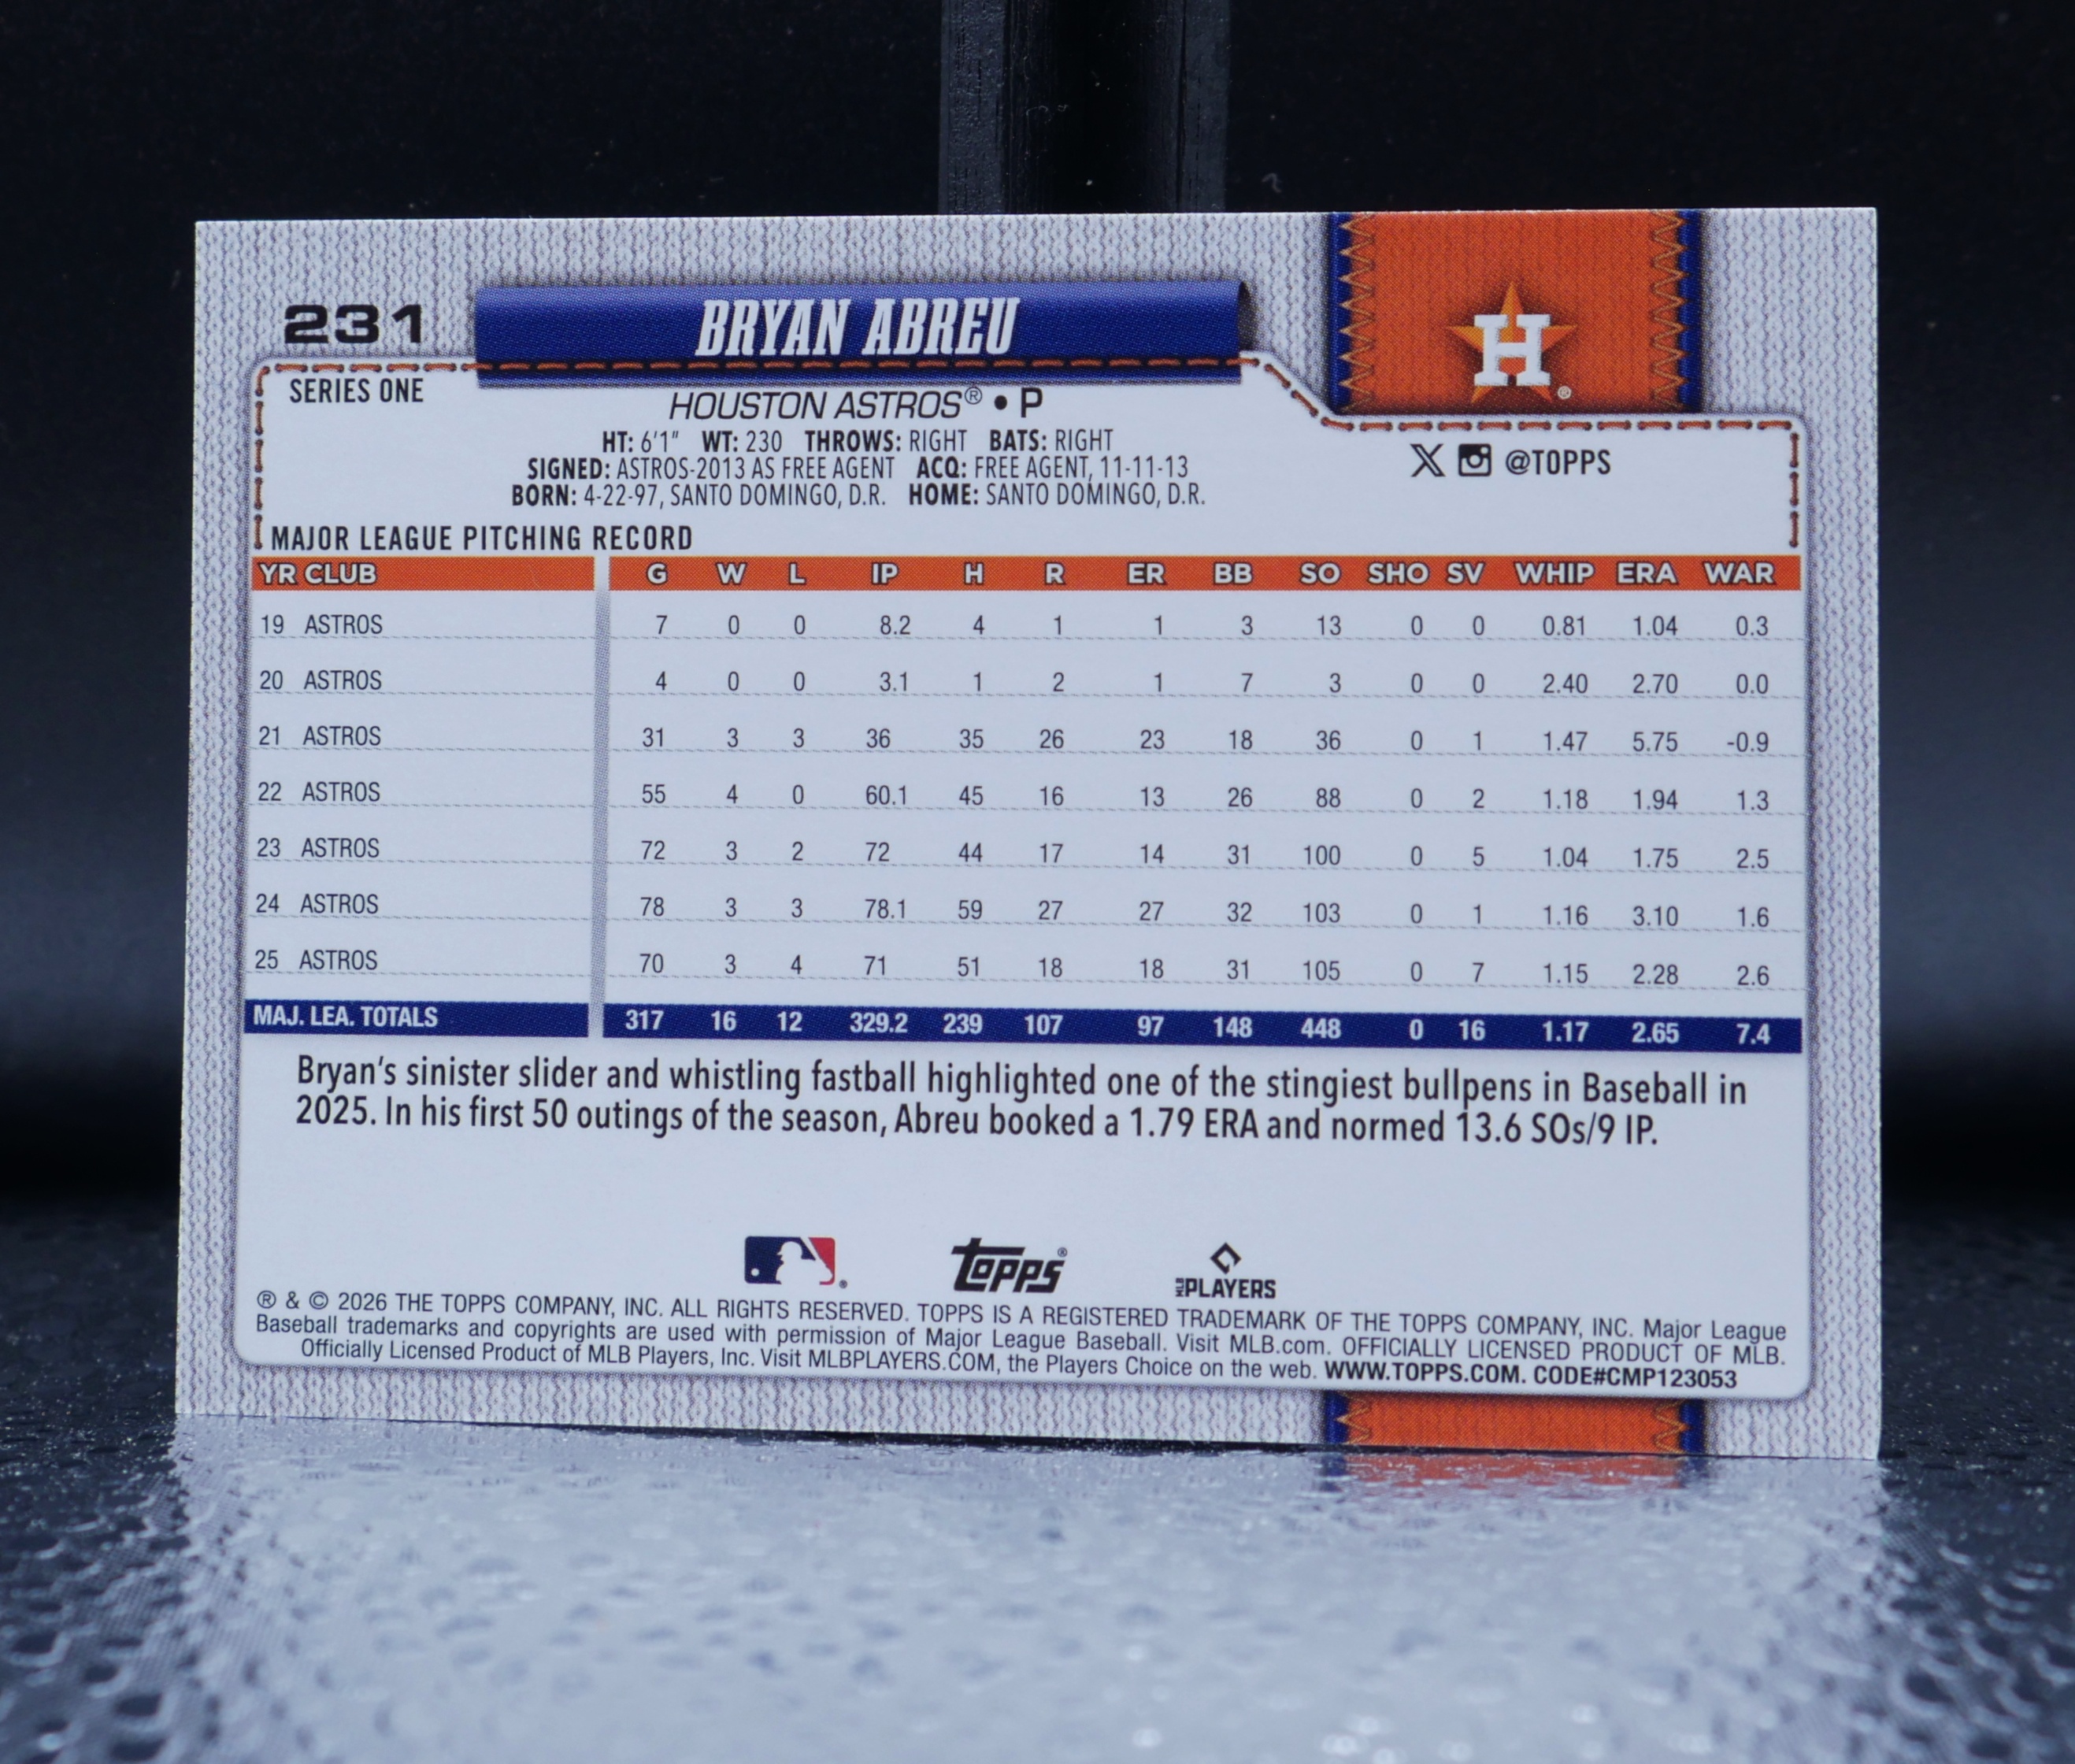 231
BRYAN ABREU
H®
SERIES ONE
HOUSTON ASTROS® • P
HT: 6'1" WT: 230 THROWS: RIGHT BATS: RIGHT
SIGNED: ASTROS-2013 AS FREE AGENT ACQ: FREE AGENT, 11-11-13
BORN: 4-22-97, SANTO DOMINGO, D.R. HOME: SANTO DOMINGO, D.R.
@TOPPS
MAJOR LEAGUE PITCHING RECORD
YR CLUB G W L IP H R ER BB SO SHO SV WHIP ERA WAR
19 ASTROS 7 0 0 8.2 4 1 1 3 13 0 0 0.81 1.04 0.3
20 ASTROS 4 0 0 3.1 1 2 1 7 3 0 0 2.40 2.70 0.0
21 ASTROS 31 3 3 36 35 26 23 18 36 0 1 1.47 5.75 -0.9
22 ASTROS 55 4 0 60.1 45 16 13 26 88 0 2 1.18 1.94 1.3
23 ASTROS 72 3 2 72 44 17 14 31 100 0 5 1.04 1.75 2.5
24 ASTROS 78 3 3 78.1 59 27 27 32 103 0 1 1.16 3.10 1.6
25 ASTROS 70 3 4 71 51 18 18 31 105 0 7 1.15 2.28 2.6
MAJ. LEA. TOTALS 317 16 12 329.2 239 107 97 148 448 0 16 1.17 2.65 7.4
Bryan's sinister slider and whistling fastball highlighted one of the stingiest bullpens in Baseball in
2025. In his first 50 outings of the season, Abreu booked a 1.79 ERA and normed 13.6 SOs/9 IP.
Topps®
MLB PLAYERS
® & © 2026 THE TOPPS COMPANY, INC. ALL RIGHTS RESERVED. TOPPS IS A REGISTERED TRADEMARK OF THE TOPPS COMPANY, INC. Major League
Baseball trademarks and copyrights are used with permission of Major League Baseball. Visit MLB.com. OFFICIALLY LICENSED PRODUCT OF MLB.
Officially Licensed Product of MLB Players, Inc. Visit MLBPLAYERS.COM, the Players Choice on the web. WWW.TOPPS.COM. CODE#CMP123053